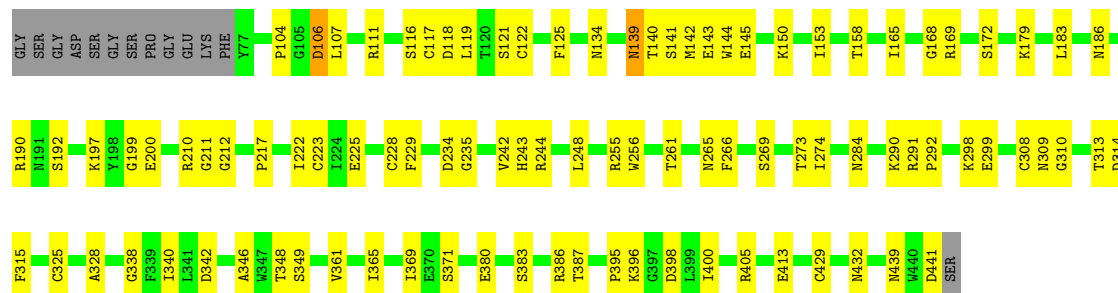 GLY SER GLY ASP SER GLY SER PRO GLY GLU LYS PHE Y77 P104 G105 D106 L107 R111 S116 C117 D118 L119 T120 S121 C122 F125 N134 N139 T140 S141 M142 E143 W144 E145 K150 I153 T158 I165 G168 R169 S172 K179 L183 N186
R190 N191 S192 K197 Y198 G199 E200 R210 G211 G212 P217 I222 C223 I224 E225 C228 F229 D234 G235 V242 H243 R244 L248 R255 W256 T261 N265 F266 S269 T273 I274 N284 K290 R291 P292 K298 E299 C308 N309 G310 T313
F315 C325 A328 G338 F339 I340 L341 D342 A346 W347 T348 S349 V361 I365 I369 E370 S371 E380 S383 R386 T387 P395 K396 G397 D398 L399 I400 R405 E413 C429 N432 N439 W440 D441 SER